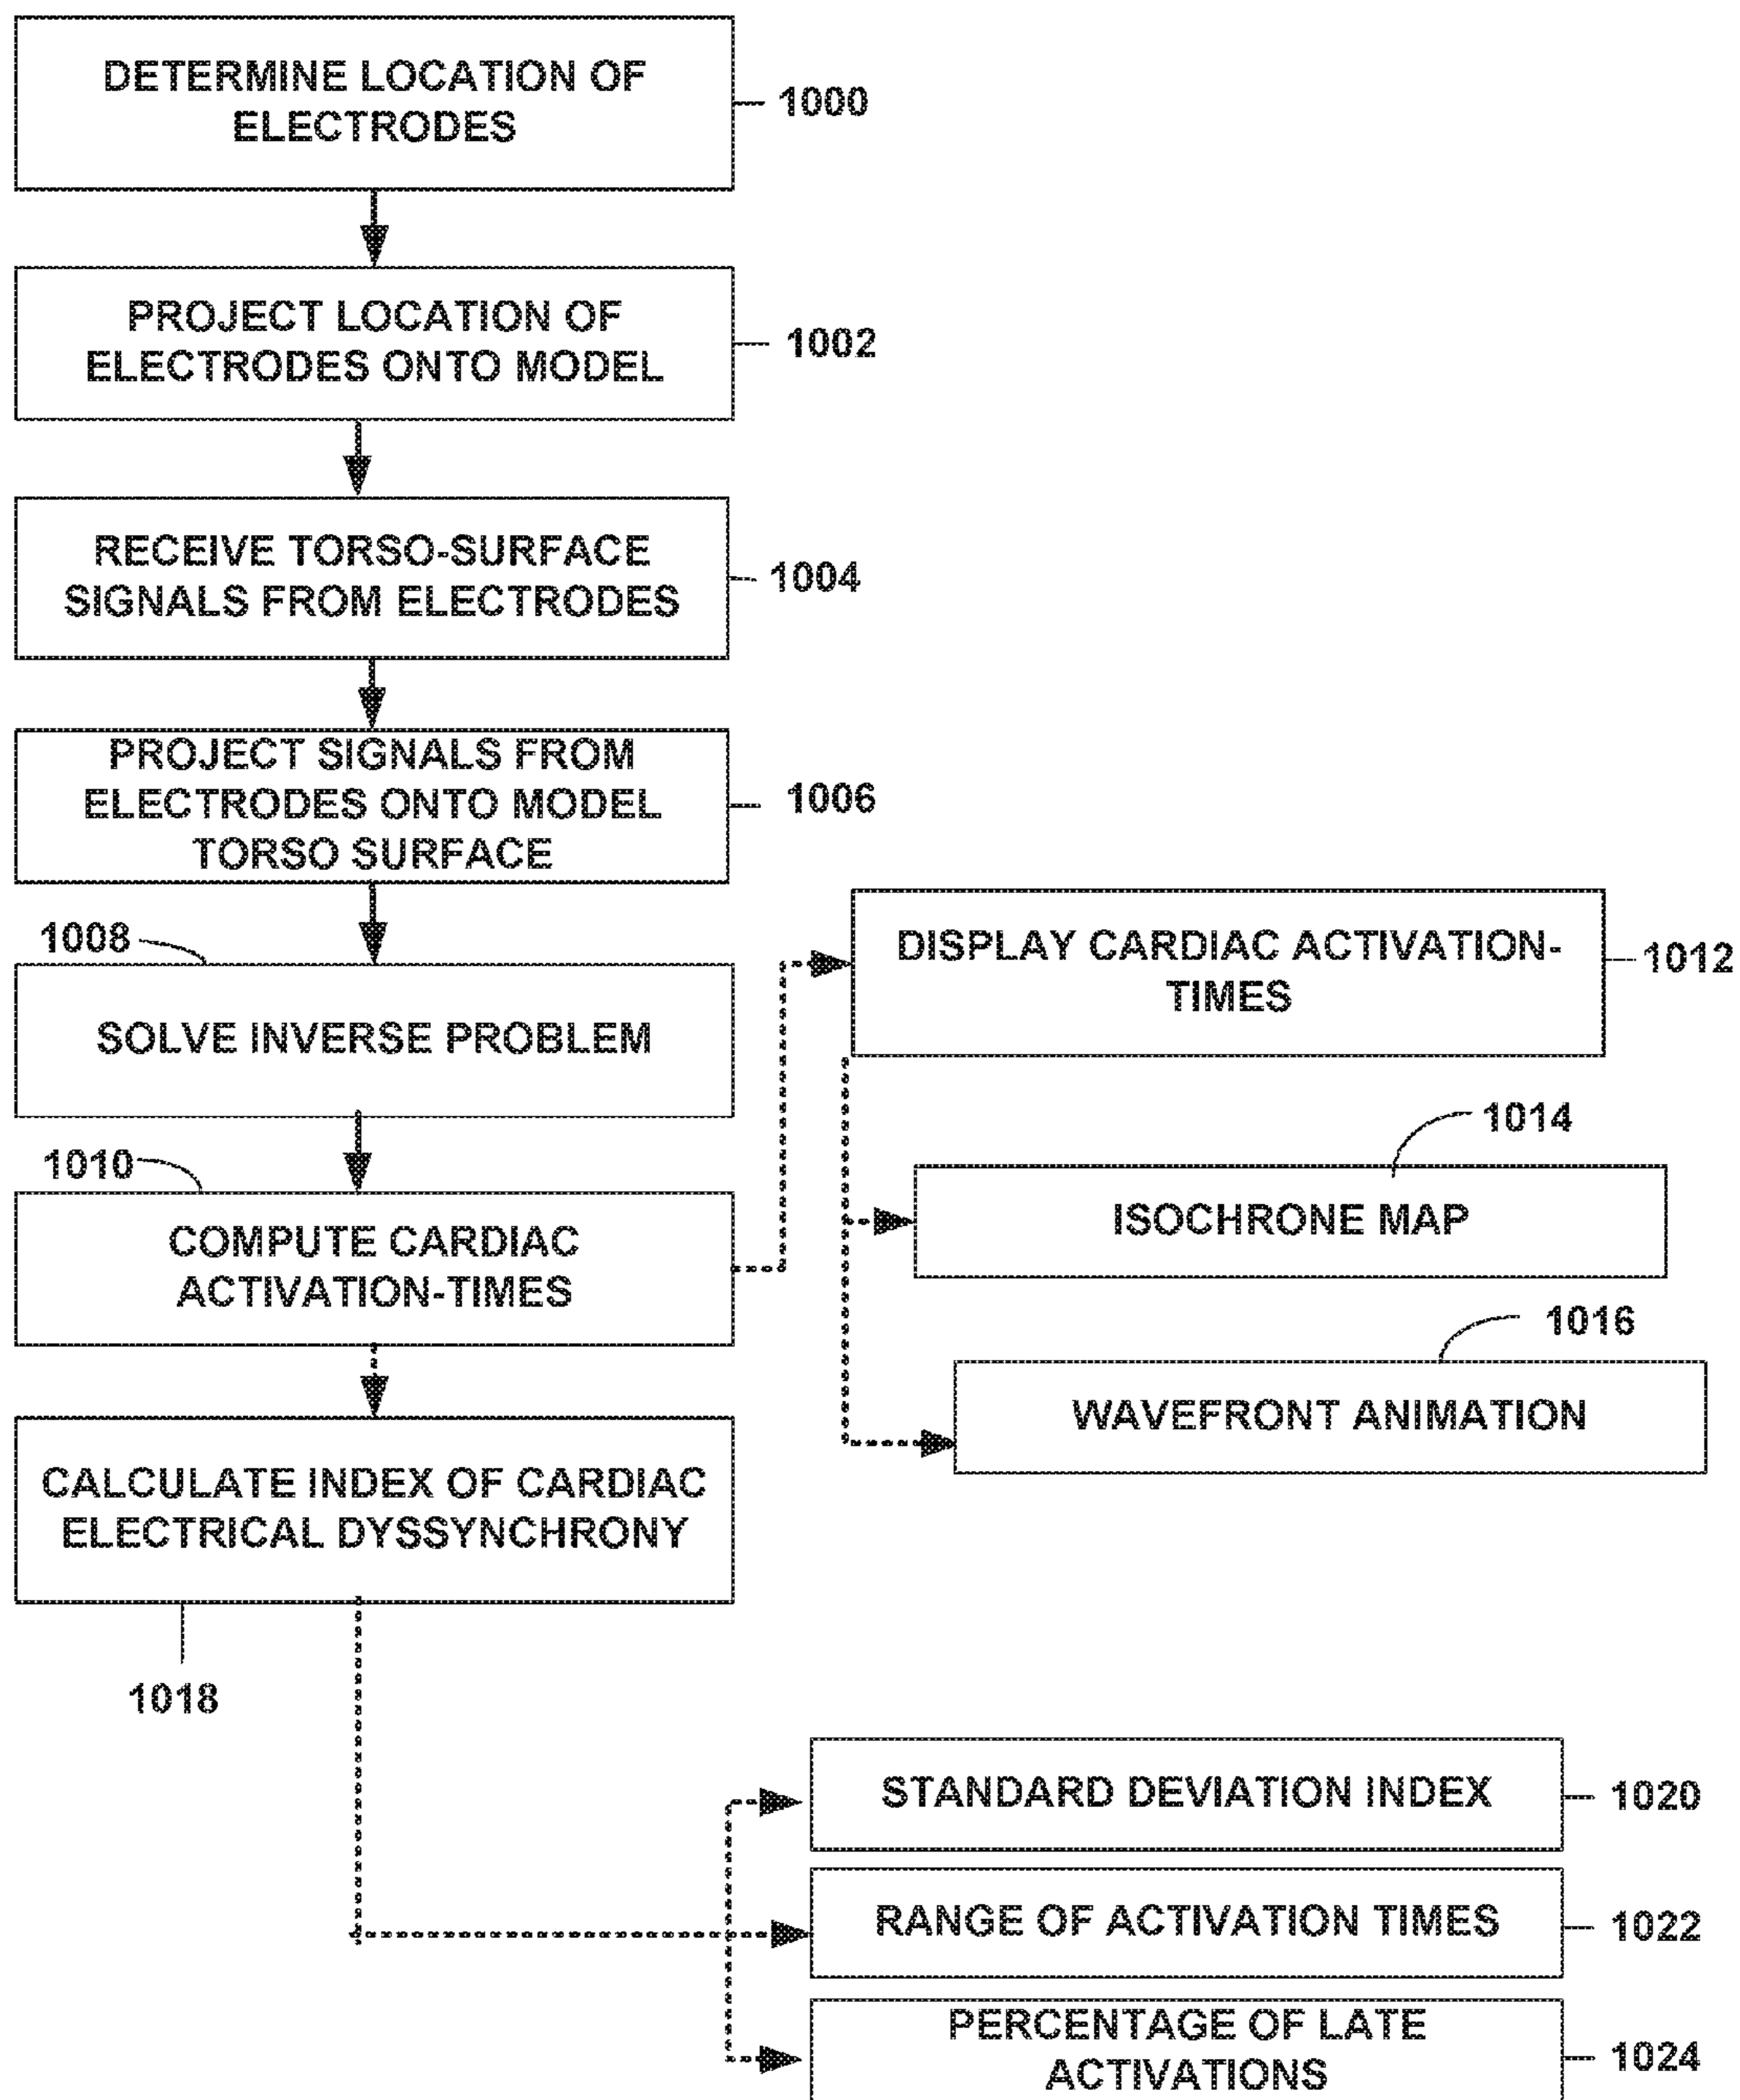 DETERMINE LOCATION OF
ELECTRODES
1000
PROJECT LOCATION OF
ELECTRODES ONTO MODEL
1002
RECEIVE TORSO-SURFACE
SIGNALS FROM ELECTRODES
1004
PROJECT SIGNALS FROM
ELECTRODES ONTO MODEL
TORSO SURFACE
1006
1008
SOLVE INVERSE PROBLEM
DISPLAY CARDIAC ACTIVATION-
TIMES
1012
1010
COMPUTE CARDIAC
ACTIVATION-TIMES
1014
ISOCHRONE MAP
1016
WAVEFRONT ANIMATION
CALCULATE INDEX OF CARDIAC
ELECTRICAL DYSSYNCHRONY
1018
STANDARD DEVIATION INDEX
1020
RANGE OF ACTIVATION TIMES
1022
PERCENTAGE OF LATE
ACTIVATIONS
1024